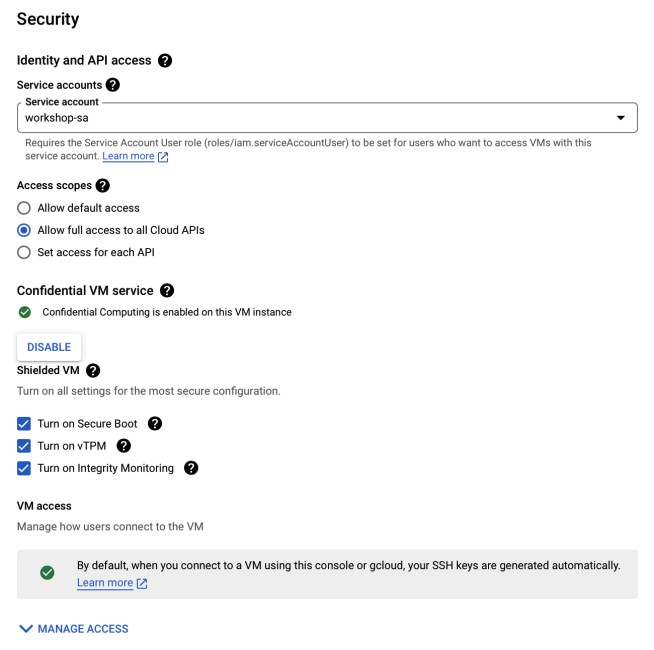 Security
Identity and API access
Service accounts
Service account
workshop-sa
Requires the Service Account User role (roles/iam.serviceAccountUser) to be set for users who want to access VMs with this
service account. Learn more
Access scopes
Allow default access
Allow full access to all Cloud APIs
Set access for each API
Confidential VM service
Confidential Computing is enabled on this VM instance
DISABLE
Shielded VM
Turn on all settings for the most secure configuration.
Turn on Secure Boot
Turn on vTPM
Turn on Integrity Monitoring
VM access
Manage how users connect to the VM
By default, when you connect to a VM using this console or gcloud, your SSH keys are generated automatically.
Learn more
MANAGE ACCESS